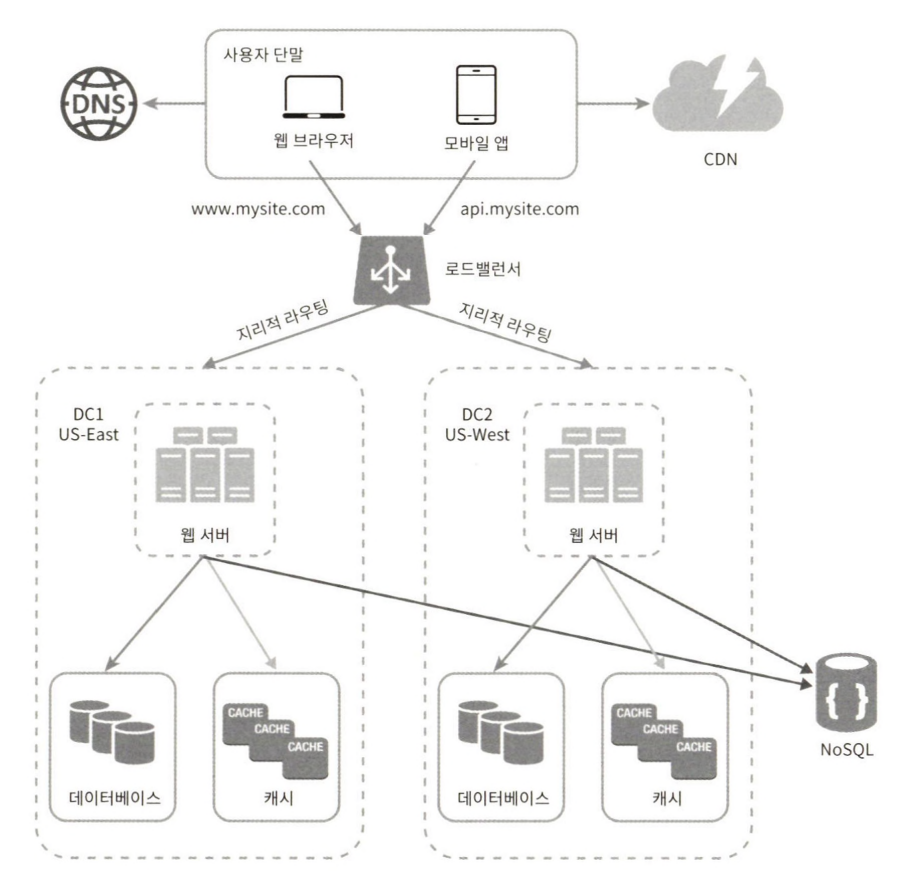 사용자 단말
DNS
웹 브라우저
모바일 앱
CDN
www.mysite.com
api.mysite.com
로드밸런서
지리적 라우팅
지리적 라우팅
DC1
US-East
웹 서버
DC2
US-West
웹 서버
CACHE
CACHE
CACHE
데이터베이스
캐시
CACHE
CACHE
CACHE
데이터베이스
캐시
{ }
NoSQL